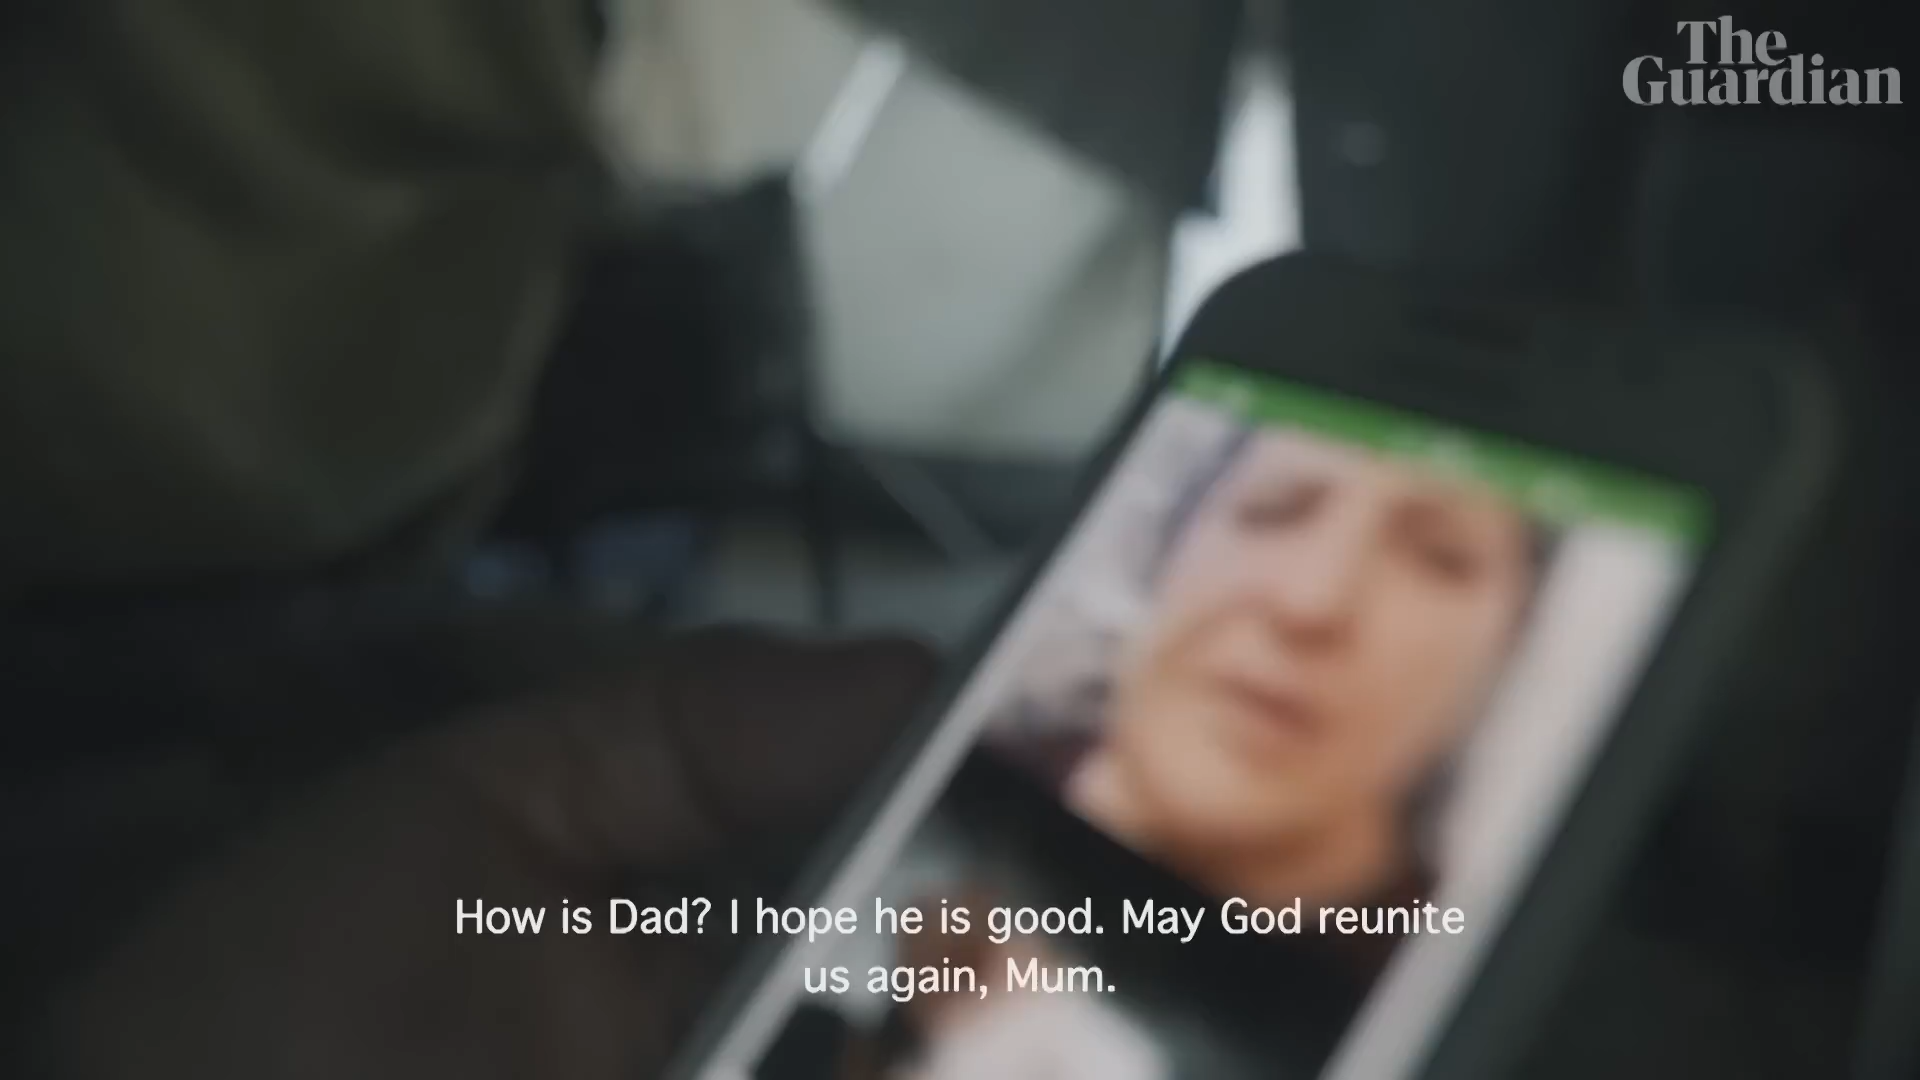 The
Guardian
How is Dad? I hope he is good. May God reunite
us again, Mum.